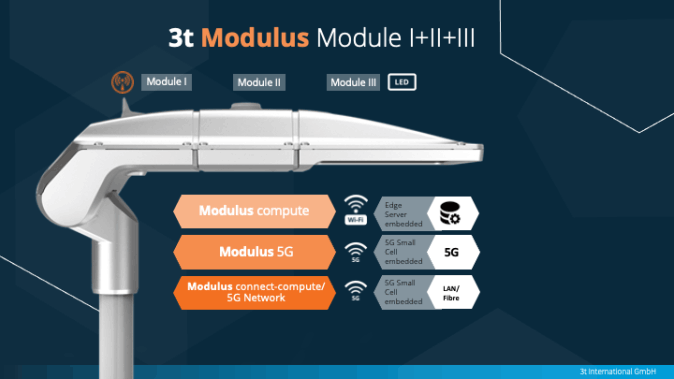 3t Modulus Module I+II+III
Module I
Module II
Module III
LED
Modulus compute
Wi-Fi
Edge
Server
embedded
Modulus 5G
5G
5G Small
Cell
embedded
5G
Modulus connect-compute/
5G Network
5G
5G Small
Cell
embedded
LAN/
Fibre
3t International GmbH